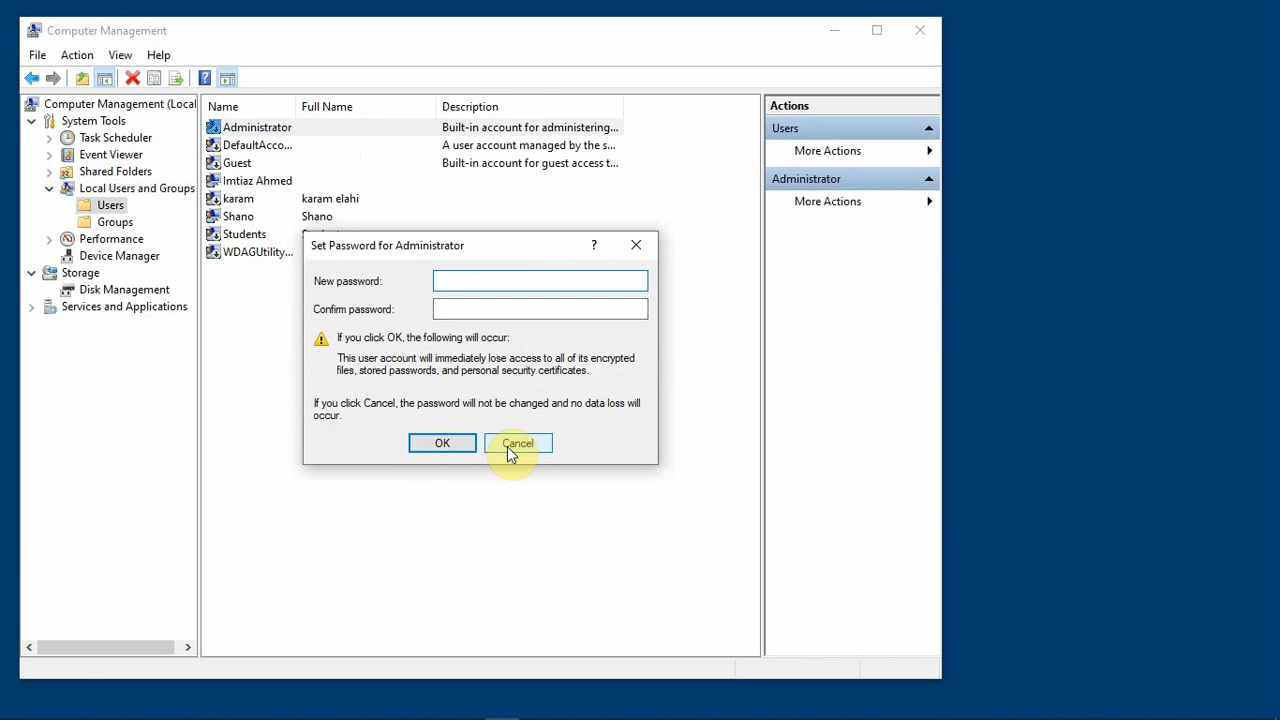 Computer Management
File Action View Help
Computer Management (Local
System Tools
Task Scheduler
Event Viewer
Shared Folders
Local Users and Groups
Users
Groups
Performance
Device Manager
Storage
Disk Management
Services and Applications
Name Full Name Description
Administrator Built-in account for administering...
DefaultAcco... A user account managed by the s...
Guest Built-in account for guest access t...
Imtiaz Ahmed
karam karam elahi
Shano Shano
Students
WDAGUtility...
Set Password for Administrator ?
New password:
Confirm password:
If you click OK, the following will occur:
This user account will immediately lose access to all of its encrypted
files, stored passwords, and personal security certificates.
If you click Cancel, the password will not be changed and no data loss will
occur.
OK Cancel
Actions
Users
More Actions
Administrator
More Actions